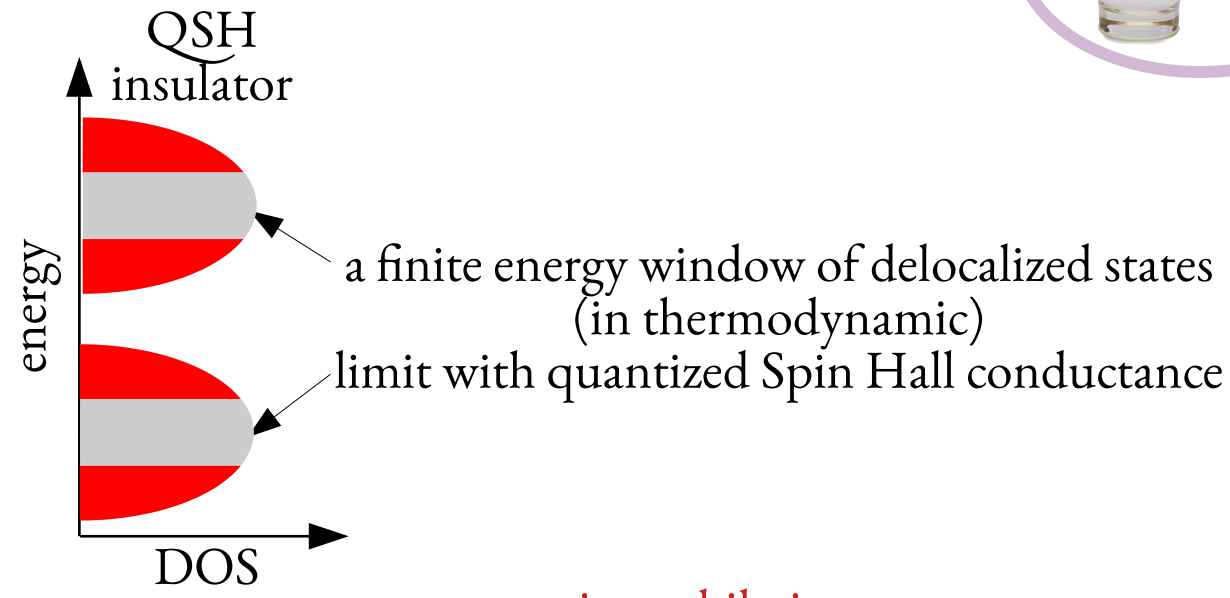 QSH
insulator
energy
a finite energy window of delocalized states
(in thermodynamic)
limit with quantized Spin Hall conductance
DOS